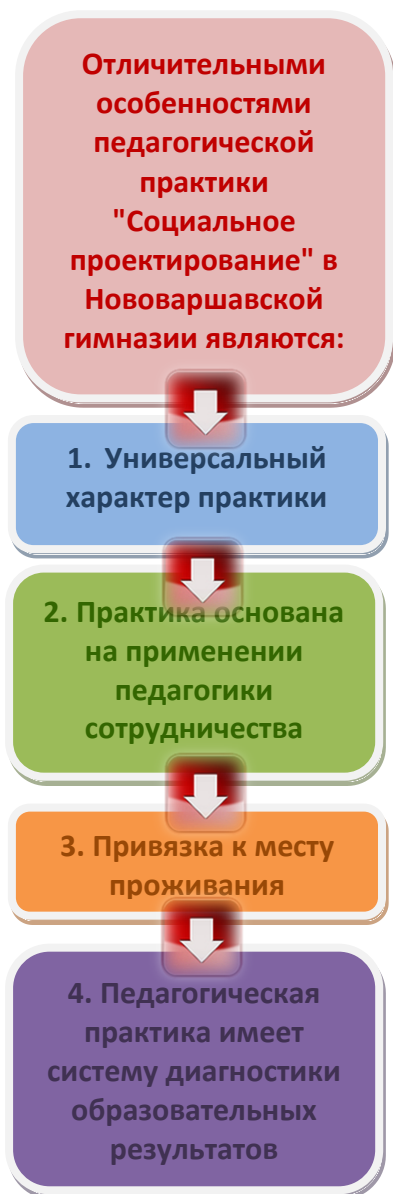 Отличительными
особенностями
педагогической
практики
"Социальное
проектирование" в
Нововаршавской
гимназии являются:
1. Универсальный
характер практики
2. Практика основана
на применении
педагогики
сотрудничества
3. Привязка к месту
проживания
4. Педагогическая
практика имеет
систему диагностики
образовательных
результатов